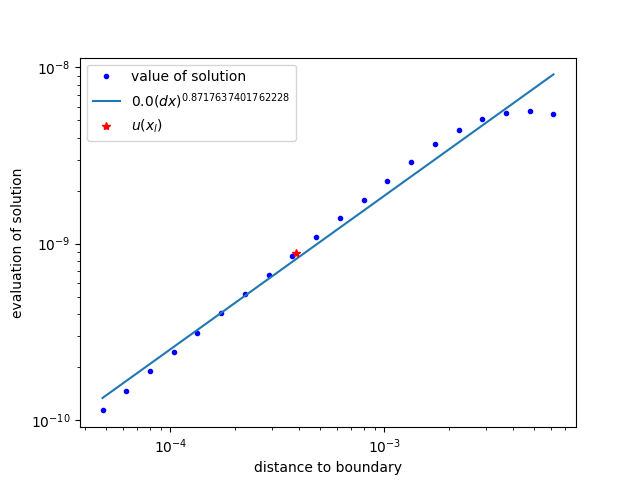 10⁻⁸
value of solution
0.0(dx)^0.8717637401762228
u(x_l)
10⁻⁹
10⁻¹⁰
evaluation of solution
10⁻⁴
10⁻³
distance to boundary